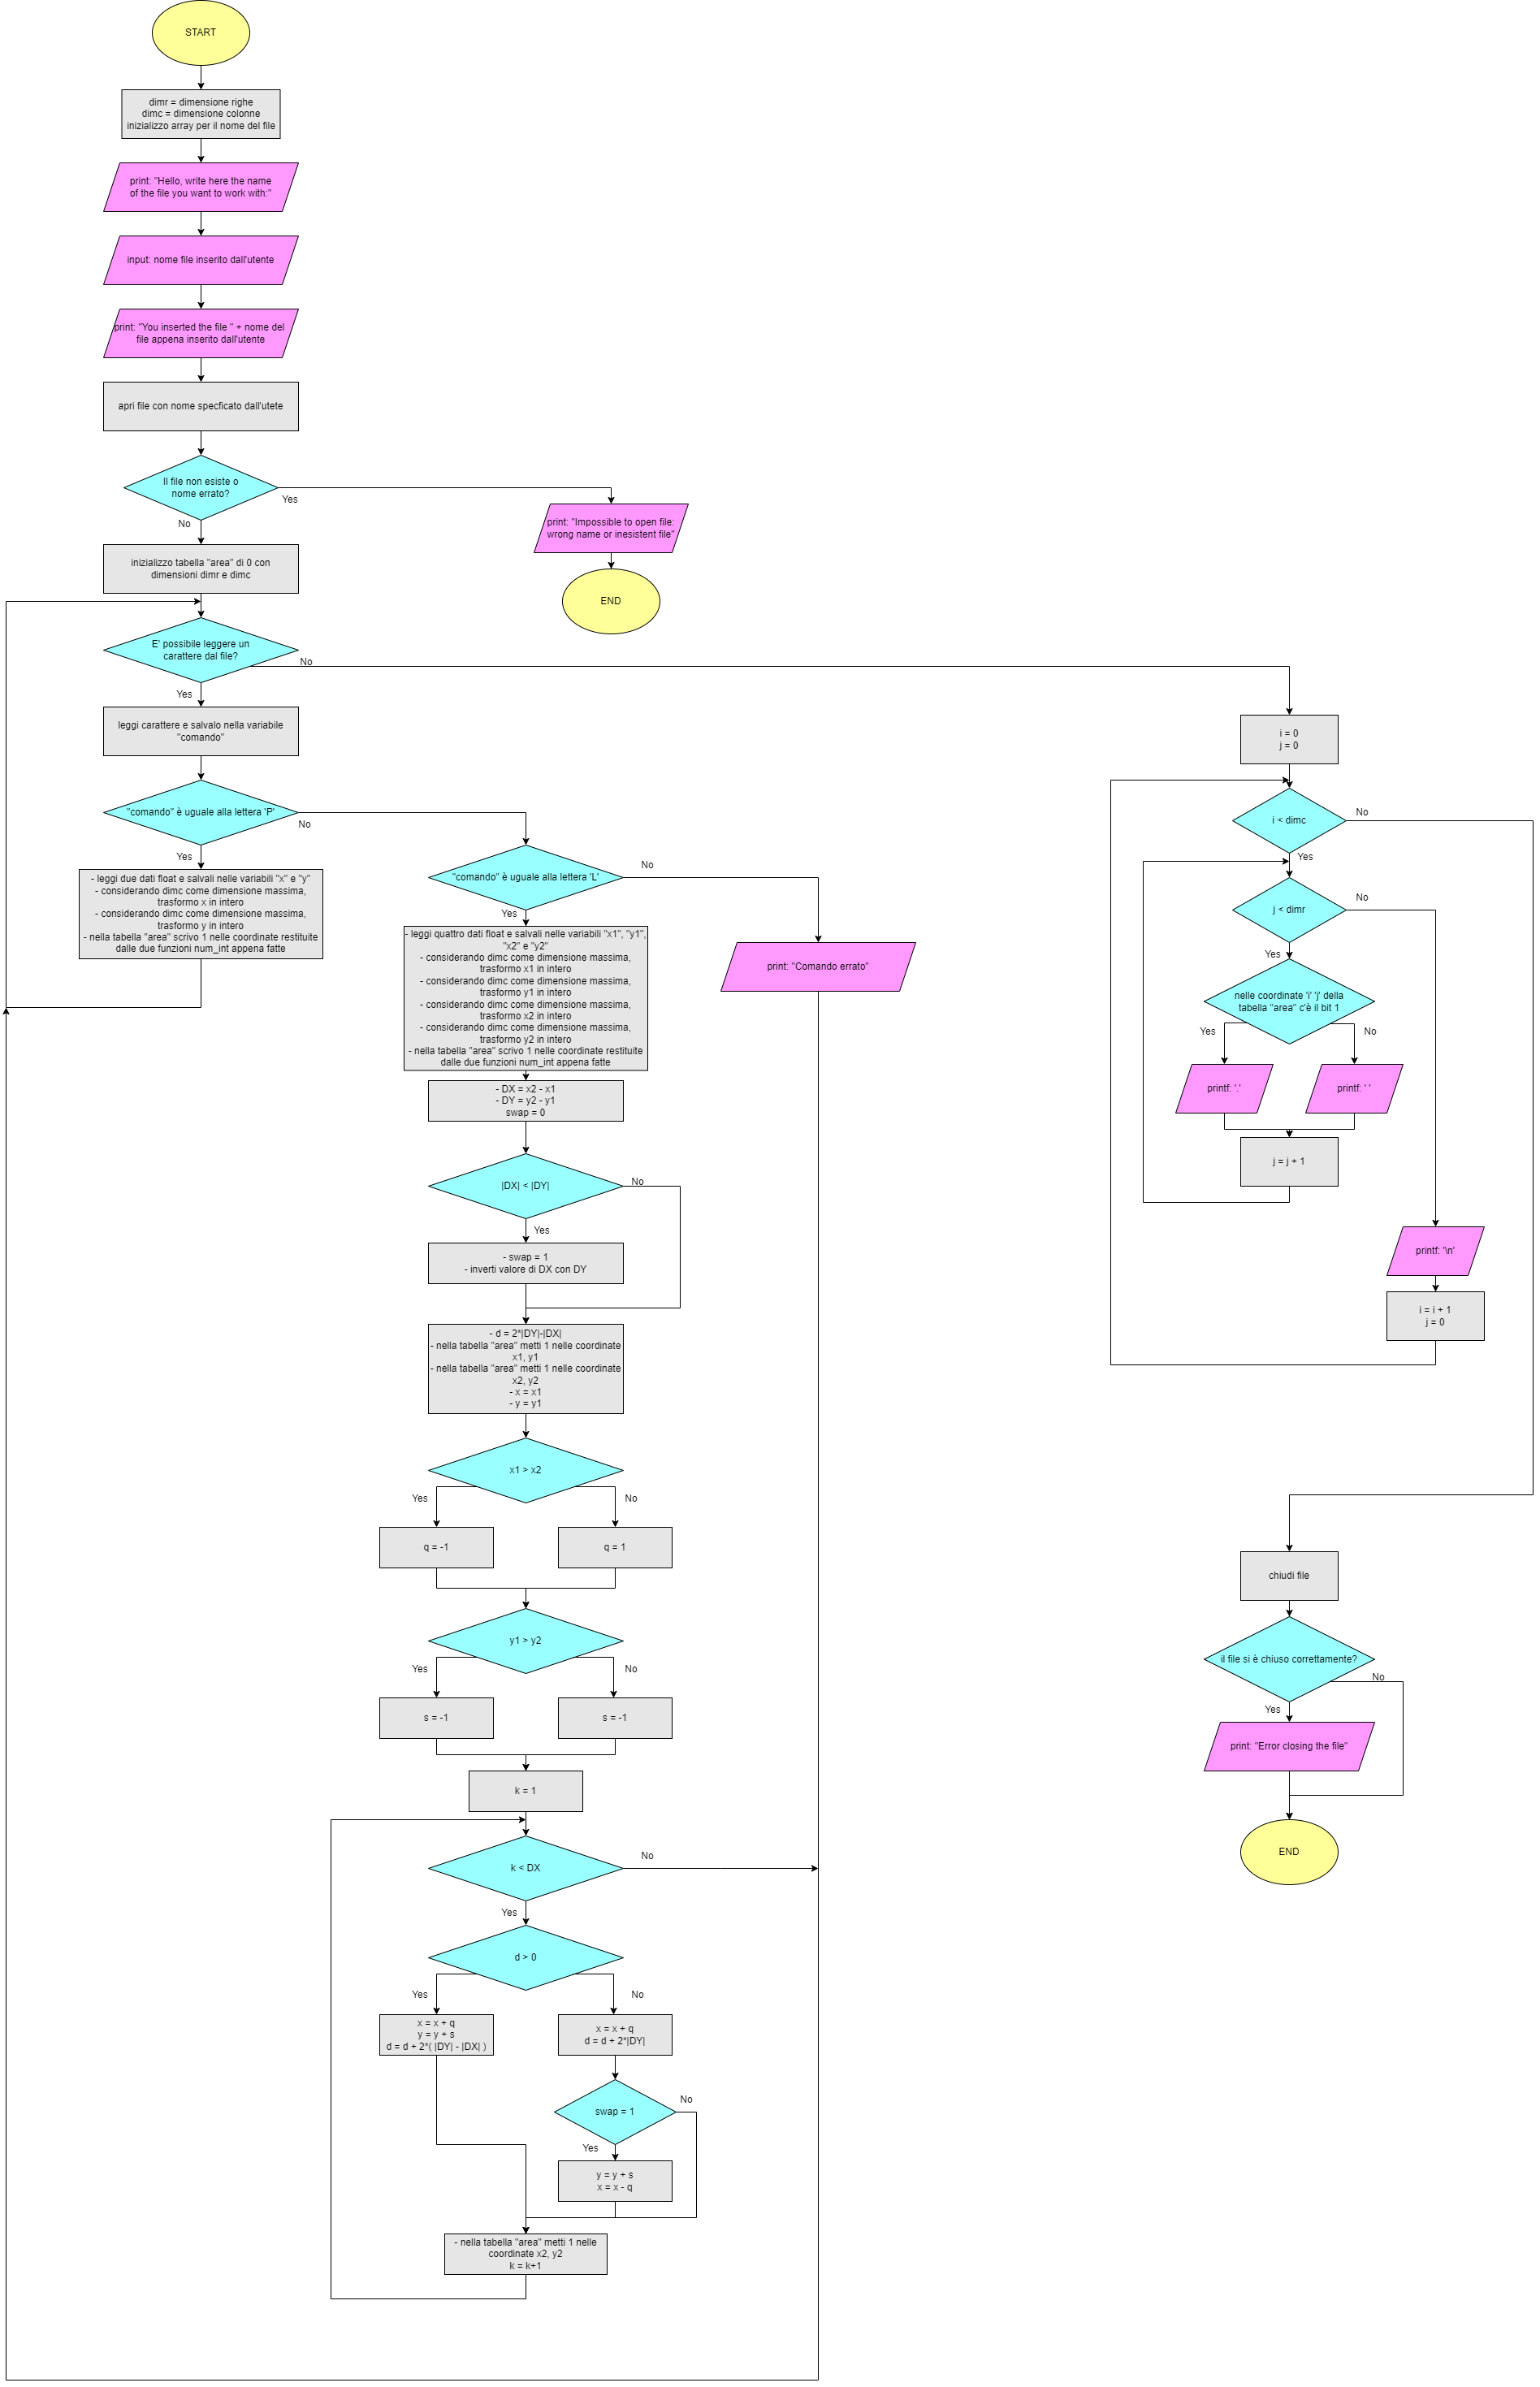 START
dimr = dimensione righe
dimc = dimensione colonne
inizializzo array per il nome del file
print: "Hello, write here the name
of the file you want to work with:"
input: nome file inserito dall'utente
print: "You inserted the file " + nome del
file appena inserito dall'utente
apri file con nome specficato dall'utete
Il file non esiste o
nome errato?
Yes
No
print: "Impossible to open file:
wrong name or inesistent file"
END
inizializzo tabella "area" di 0 con
dimensioni dimr e dimc
E' possibile leggere un
carattere dal file?
No
Yes
leggi carattere e salvalo nella variabile
"comando"
"comando" è uguale alla lettera 'P'
No
Yes
- leggi due dati float e salvali nelle variabili "x" e "y"
- considerando dimc come dimensione massima,
trasformo x in intero
- considerando dimc come dimensione massima,
trasformo y in intero
- nella tabella "area" scrivo 1 nelle coordinate restituite
dalle due funzioni num_int appena fatte
"comando" è uguale alla lettera 'L'
No
Yes
print: "Comando errato"
- leggi quattro dati float e salvali nelle variabili "x1", "y1",
"x2" e "y2"
- considerando dimc come dimensione massima,
trasformo x1 in intero
- considerando dimc come dimensione massima,
trasformo y1 in intero
- considerando dimc come dimensione massima,
trasformo x2 in intero
- considerando dimc come dimensione massima,
trasformo y2 in intero
- nella tabella "area" scrivo 1 nelle coordinate restituite
dalle due funzioni num_int appena fatte
- DX = x2 - x1
- DY = y2 - y1
swap = 0
|DX| < |DY|
No
Yes
- swap = 1
- inverti valore di DX con DY
- d = 2*|DY|-|DX|
- nella tabella "area" metti 1 nelle coordinate
x1, y1
- nella tabella "area" metti 1 nelle coordinate
x2, y2
- x = x1
- y = y1
x1 > x2
Yes
No
q = -1
q = 1
y1 > y2
Yes
No
s = -1
s = -1
k = 1
k < DX
No
Yes
d > 0
Yes
No
x = x + q
y = y + s
d = d + 2*( |DY| - |DX| )
x = x + q
d = d + 2*|DY|
swap = 1
No
Yes
y = y + s
x = x - q
- nella tabella "area" metti 1 nelle
coordinate x2, y2
k = k+1
i = 0
j = 0
i < dimc
No
Yes
j < dimr
No
Yes
nelle coordinate 'i' 'j' della
tabella "area" c'è il bit 1
Yes
No
printf: '.'
printf: ' '
j = j + 1
printf: '\n'
i = i + 1
j = 0
chiudi file
il file si è chiuso correttamente?
No
Yes
print: "Error closing the file"
END